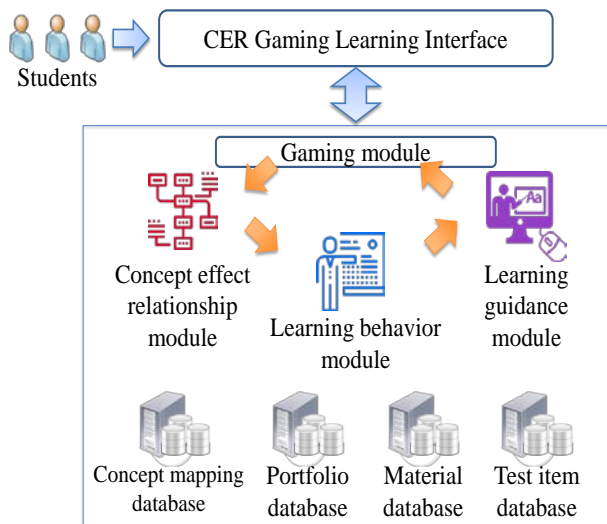 CER Gaming Learning Interface
Students
Gaming module
Aa
Concept effect
relationship
module
Learning behavior
module
Learning
guidance
module
Concept mapping
database
Portfolio
database
Material
database
Test item
database